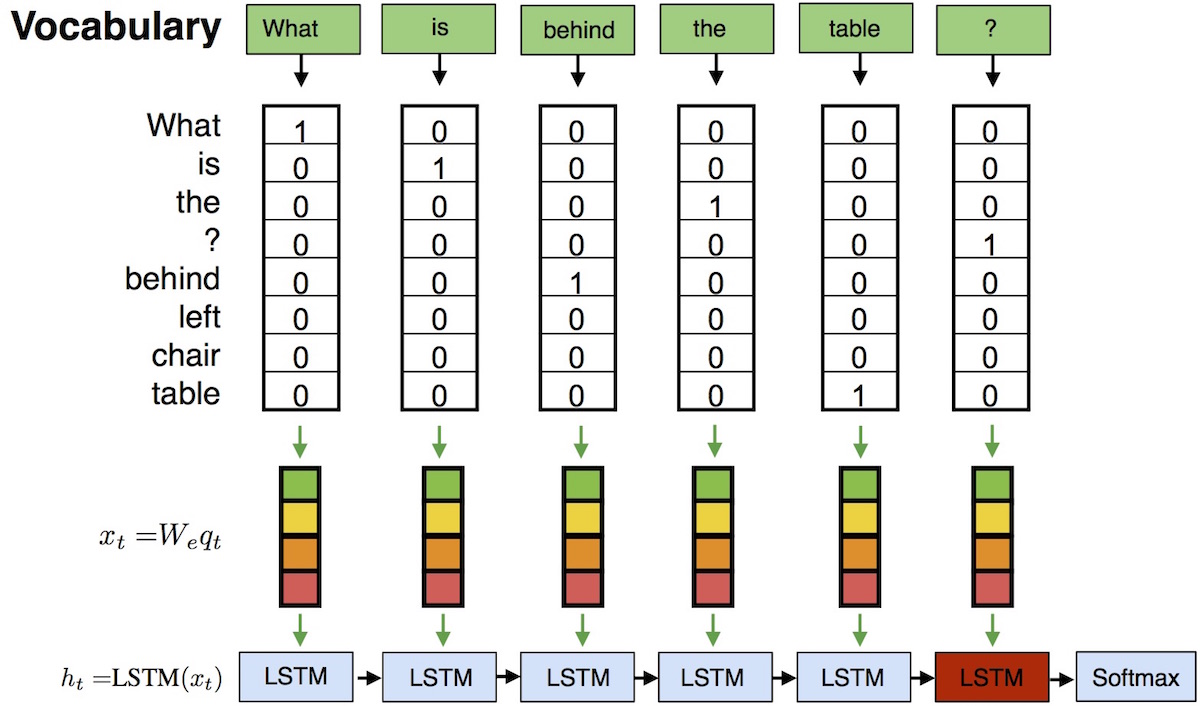 Vocabulary What is behind the table ?
What 1 0 0 0 0 0
is 0 1 0 0 0 0
the 0 0 0 1 0 0
? 0 0 0 0 0 1
behind 0 0 1 0 0 0
left 0 0 0 0 0 0
chair 0 0 0 0 0 0
table 0 0 0 0 1 0
x_t =W_e q_t
h_t =LSTM(x_t) LSTM LSTM LSTM LSTM LSTM LSTM Softmax